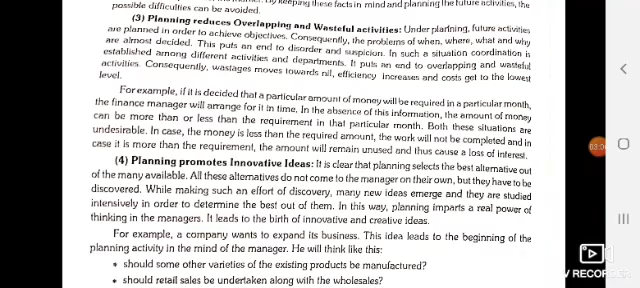 keeping these facts in mind and planning the future activities, the
possible difficulties can be avoided.
(3) Planning reduces Overlapping and Wasteful activities: Under planning, future activities
are planned in order to achieve objectives. Consequently, the problems of when, where, what and why
are almost decided. This puts an end to disorder and suspicion. In such a situation coordination is
established among different activities and departments. It puts an end to overlapping and wasteful
activities. Consequently, wastages moves towards nil, efficiency increases and costs get to the lowest
level.
For example, if it is decided that a particular amount of money will be required in a particular month,
the finance manager will arrange for it in time. In the absence of this information, the amount of money
can be more than or less than the requirement in that particular month. Both these situations are
undesirable. In case, the money is less than the required amount, the work will not be completed and in
case it is more than the requirement, the amount will remain unused and thus cause a loss of interest.
(4) Planning promotes Innovative Ideas: It is clear that planning selects the best alternative out
of the many available. All these alternatives do not come to the manager on their own, but they have to be
discovered. While making such an effort of discovery, many new ideas emerge and they are studied
intensively in order to determine the best out of them. In this way, planning imparts a real power of
thinking in the managers. It leads to the birth of innovative and creative ideas.
For example, a company wants to expand its business. This idea leads to the beginning of the
planning activity in the mind of the manager. He will think like this:
• should some other varieties of the existing products be manufactured?
• should retail sales be undertaken along with the wholesales?